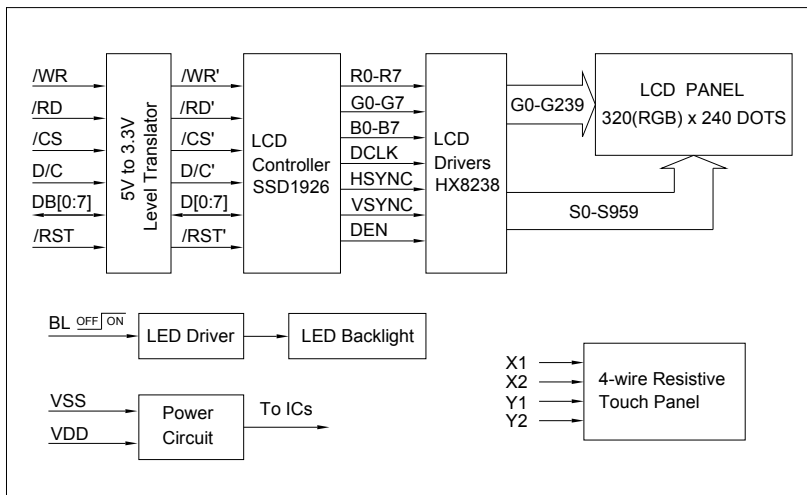 /WR
/RD
/CS
D/C
DB[0:7]
/RST
5V to 3.3V
Level Translator
/WR'
/RD'
/CS'
D/C'
D[0:7]
/RST'
LCD
Controller
SSD1926
R0-R7
G0-G7
B0-B7
DCLK
HSYNC
VSYNC
DEN
LCD
Drivers
HX8238
G0-G239
S0-S959
LCD PANEL
320(RGB) x 240 DOTS
BL OFF ON
LED Driver
LED Backlight
VSS
VDD
Power
Circuit
To ICs
X1
X2
Y1
Y2
4-wire Resistive
Touch Panel